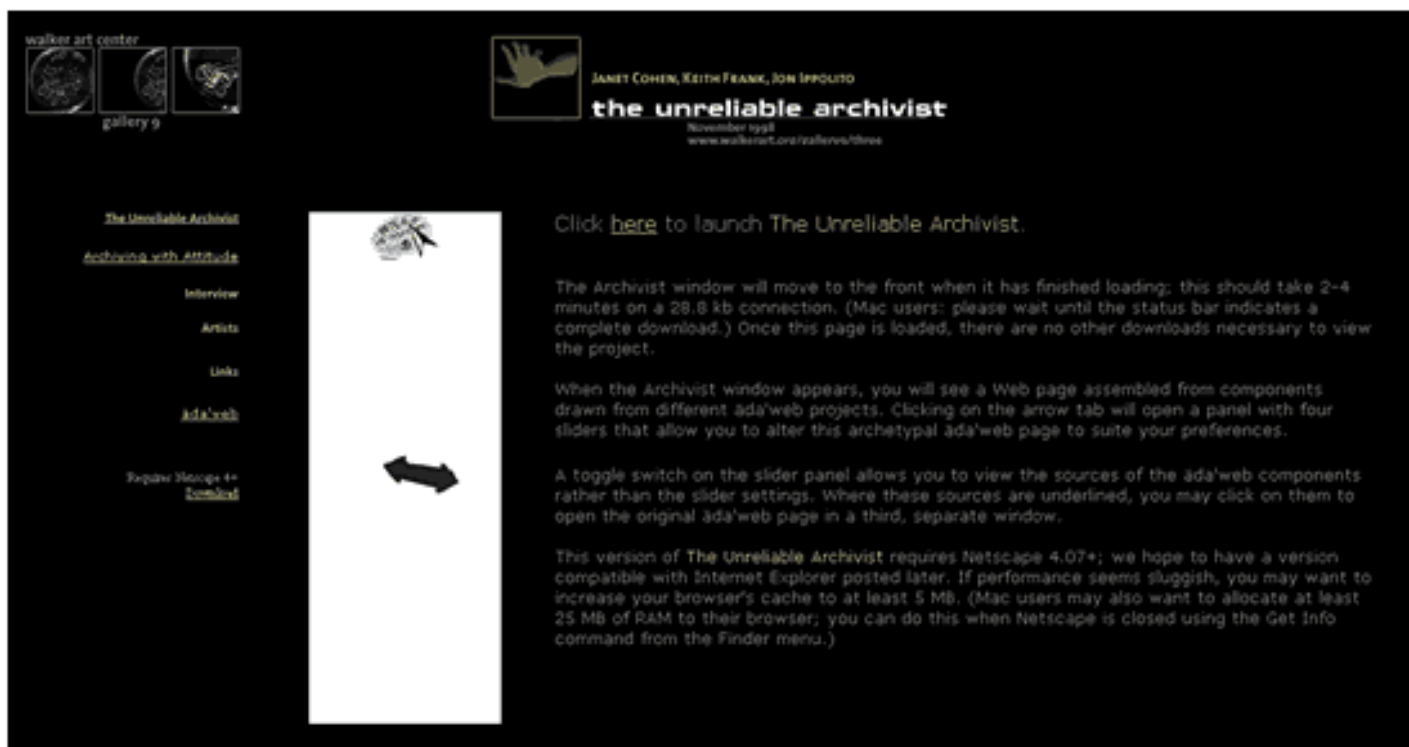 walker art center
gallery 9
JANET COHEN, KEITH FRANK, JON IPPOLITO
the unreliable archivist
November 1998
www.walkerart.org/gallery9/three
The Unreliable Archivist
Archiving with Attitude
Interview
Artists
Links
äda'web
Requires Netscape 4+
Download
Click here to launch The Unreliable Archivist.
The Archivist window will move to the front when it has finished loading; this should take 2-4
minutes on a 28.8 kb connection. (Mac users: please wait until the status bar indicates a
complete download.) Once this page is loaded, there are no other downloads necessary to view
the project.
When the Archivist window appears, you will see a Web page assembled from components
drawn from different äda'web projects. Clicking on the arrow tab will open a panel with four
sliders that allow you to alter this archetypal äda'web page to suite your preferences.
A toggle switch on the slider panel allows you to view the sources of the äda'web components
rather than the slider settings. Where these sources are underlined, you may click on them to
open the original äda'web page in a third, separate window.
This version of The Unreliable Archivist requires Netscape 4.07+; we hope to have a version
compatible with Internet Explorer posted later. If performance seems sluggish, you may want to
increase your browser's cache to at least 5 MB. (Mac users may also want to allocate at least
25 MB of RAM to their browser; you can do this when Netscape is closed using the Get Info
command from the Finder menu.)